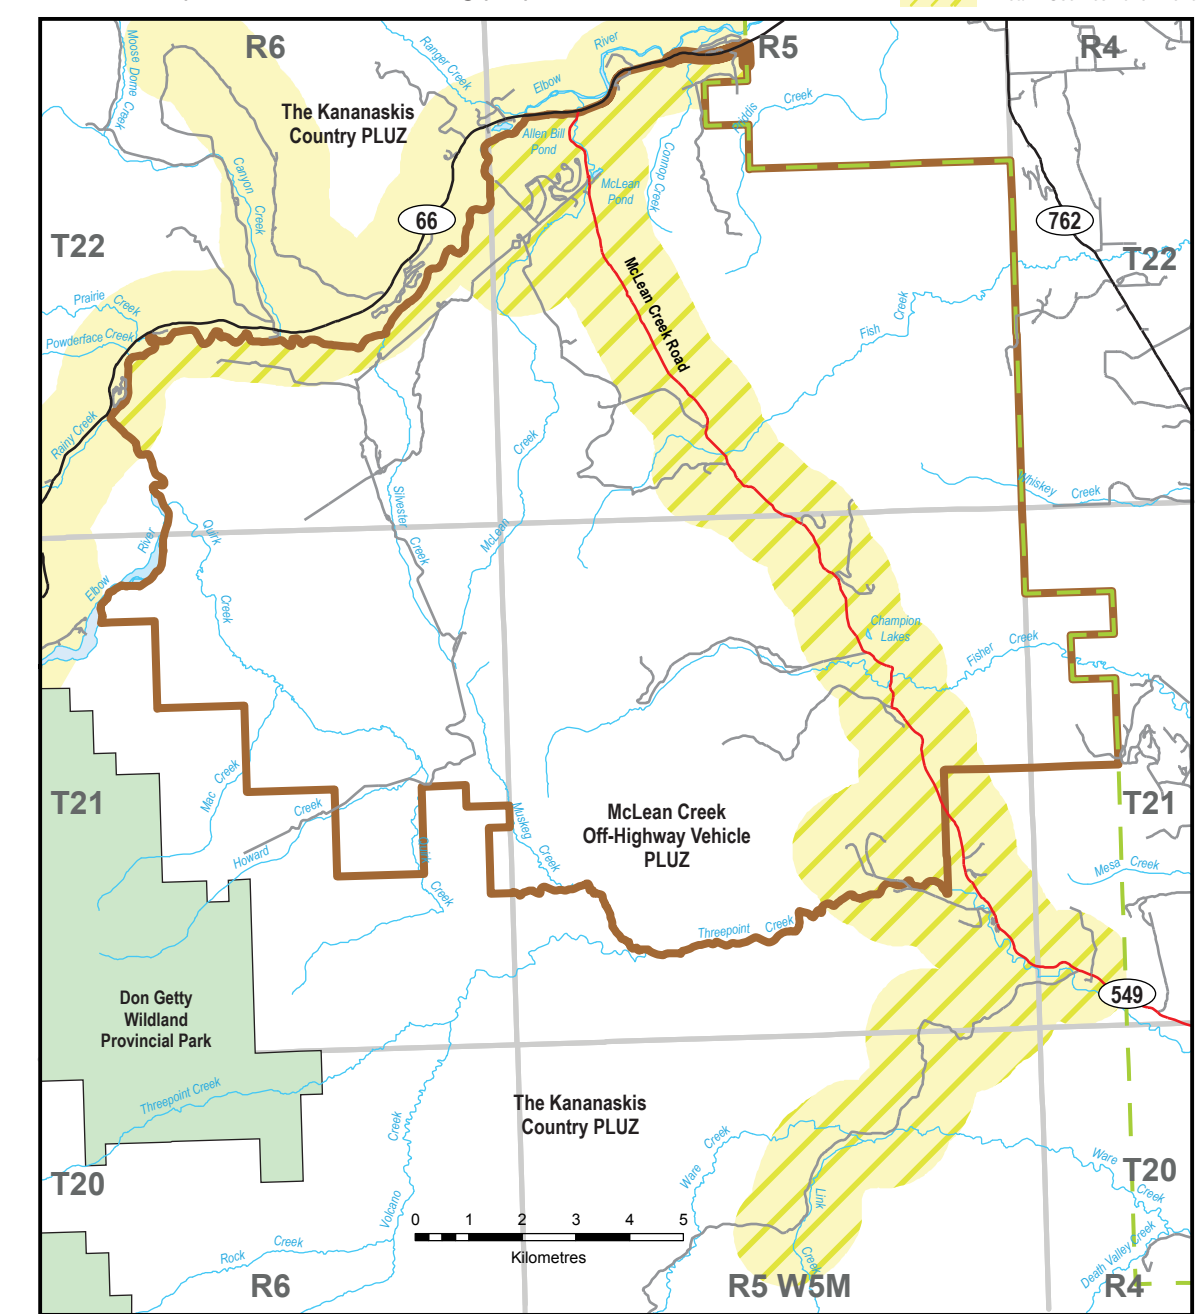 R6
R5
R4
Moose Dome Creek
Ranger Creek
River
Elbow
The Kananaskis
Country PLUZ
Creek
Allen Bill
Pond
Canyon
Creek
Connop Creek
McLean
Pond
66
762
T22
T22
McLean Creek Road
Prairie
Creek
Powderface Creek
Fish
Creek
Rainy Creek
Creek
Whiskey
Creek
Silvester
Creek
McLean
Quirk
Creek
River
Elbow
Champion
Lakes
Fisher
Creek
Mac
Creek
T21
T21
Howard
Creek
Muskeg
Creek
McLean Creek
Off-Highway Vehicle
PLUZ
Quirk
Creek
Mesa
Creek
Threepoint
Creek
Don Getty
Wildland
Provincial Park
549
Threepoint Creek
The Kananaskis
Country PLUZ
Creek
Volcano
Ware
Creek
Ware
Creek
T20
T20
Link
Creek
0 1 2 3 4 5
Kilometres
Rock
Creek
Death Valley Creek
R6
R5 W5M
R4